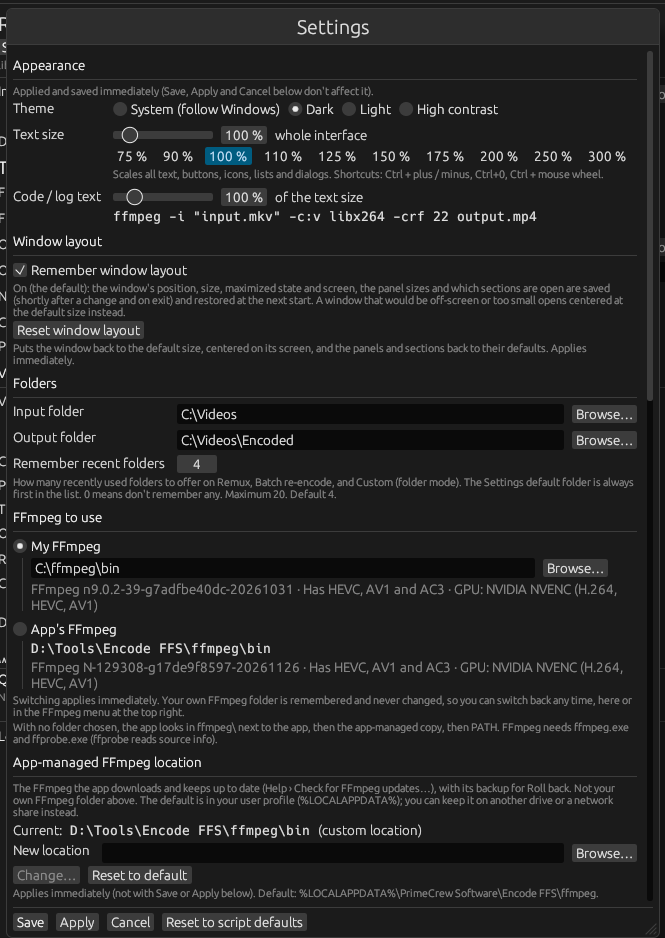 Settings
Appearance
Applied and saved immediately (Save, Apply and Cancel below don't affect it).
Theme System (follow Windows) Dark Light High contrast
Text size 100 % whole interface
75 % 90 % 100 % 110 % 125 % 150 % 175 % 200 % 250 % 300 %
Scales all text, buttons, icons, lists and dialogs. Shortcuts: Ctrl + plus / minus, Ctrl+0, Ctrl + mouse wheel.
Code / log text 100 % of the text size
ffmpeg -i "input.mkv" -c:v libx264 -crf 22 output.mp4
Window layout
Remember window layout
On (the default): the window's position, size, maximized state and screen, the panel sizes and which sections are open are saved
(shortly after a change and on exit) and restored at the next start. A window that would be off-screen or too small opens centered at
the default size instead.
Reset window layout
Puts the window back to the default size, centered on its screen, and the panels and sections back to their defaults. Applies
immediately.
Folders
Input folder C:\Videos Browse...
Output folder C:\Videos\Encoded Browse...
Remember recent folders 4
How many recently used folders to offer on Remux, Batch re-encode, and Custom (folder mode). The Settings default folder is always
first in the list. 0 means don't remember any. Maximum 20. Default 4.
FFmpeg to use
My FFmpeg
C:\ffmpeg\bin Browse...
FFmpeg n9.0.2-39-g7adfbe40dc-20261031 · Has HEVC, AV1 and AC3 · GPU: NVIDIA NVENC (H.264,
HEVC, AV1)
App's FFmpeg
D:\Tools\Encode FFS\ffmpeg\bin
FFmpeg N-129308-g17de9f8597-20261126 · Has HEVC, AV1 and AC3 · GPU: NVIDIA NVENC (H.264,
HEVC, AV1)
Switching applies immediately. Your own FFmpeg folder is remembered and never changed, so you can switch back any time, here or
in the FFmpeg menu at the top right.
With no folder chosen, the app looks in ffmpeg\ next to the app, then the app-managed copy, then PATH. FFmpeg needs ffmpeg.exe
and ffprobe.exe (ffprobe reads source info).
App-managed FFmpeg location
The FFmpeg the app downloads and keeps up to date (Help › Check for FFmpeg updates...), with its backup for Roll back. Not your
own FFmpeg folder above. The default is in your user profile (%LOCALAPPDATA%); you can keep it on another drive or a network
share instead.
Current: D:\Tools\Encode FFS\ffmpeg\bin (custom location)
New location Browse...
Change... Reset to default
Applies immediately (not with Save or Apply below). Default: %LOCALAPPDATA%\PrimeCrew Software\Encode FFS\ffmpeg.
Save Apply Cancel Reset to script defaults